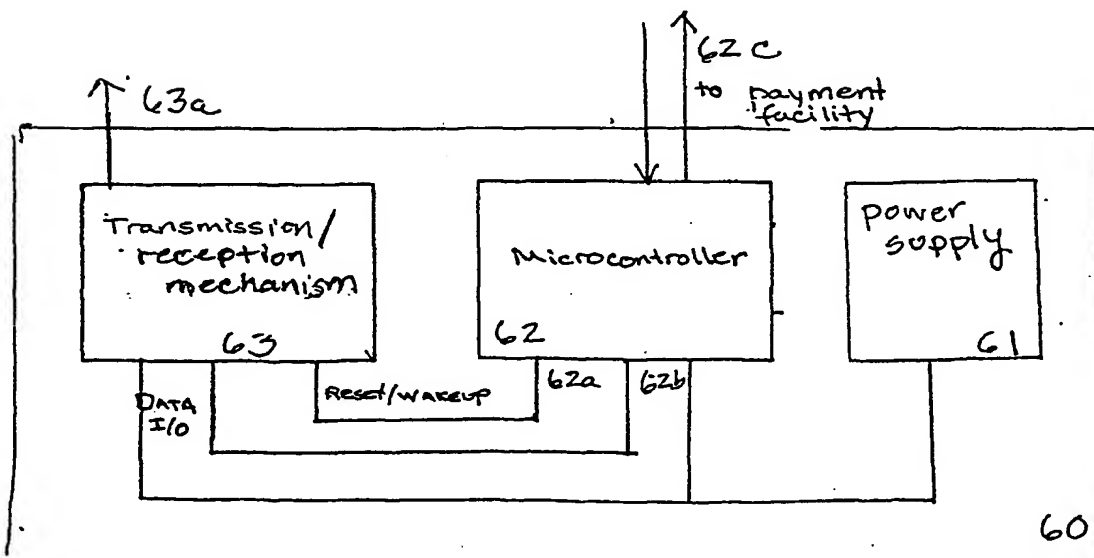 63a
62c
to payment
facility
Transmission/
reception
mechanism
63
Microcontroller
62
power
supply
61
DATA
I/O
Reset/WAKEUP
62a
62b
60